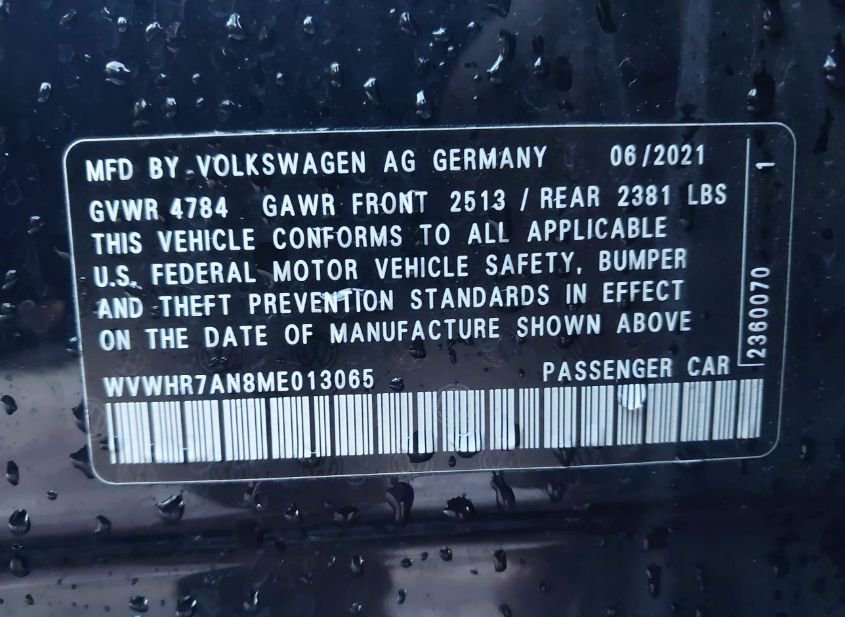 MFD BY VOLKSWAGEN AG GERMANY 06/2021
GVWR 4784 GAWR FRONT 2513 / REAR 2381 LBS
THIS VEHICLE CONFORMS TO ALL APPLICABLE
U.S. FEDERAL MOTOR VEHICLE SAFETY, BUMPER
AND THEFT PREVENTION STANDARDS IN EFFECT
ON THE DATE OF MANUFACTURE SHOWN ABOVE
WVWHR7AN8ME013065 PASSENGER CAR
2360070 1